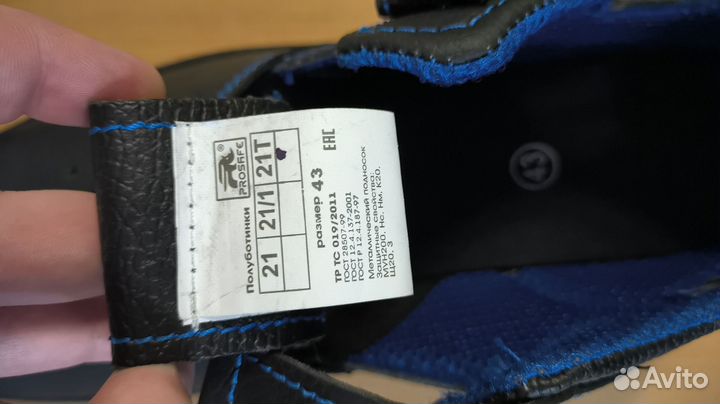 PROSAFE
Полуботинки
21 21/1 21Т
размер 43
ЕАС
ТР ТС 019/2011
ГОСТ 28507-99
ГОСТ 12.4.137-2001
ГОСТ Р 12.4.187-97
Металлический подносок
Защитные свойства:
МУН200, Нс, Нм, К20,
Щ20, З
43
Avito